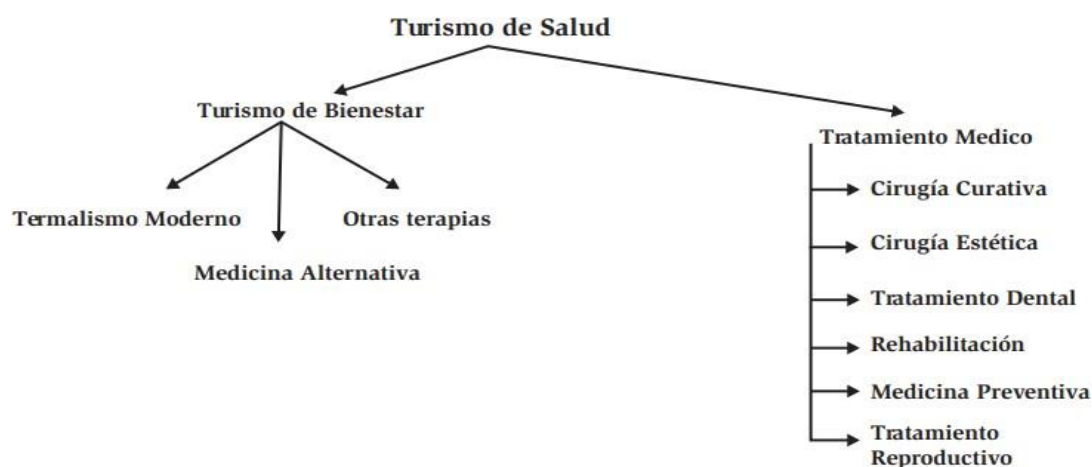 Turismo de Salud
Turismo de Bienestar
Tratamiento Medico
Termalismo Moderno
Otras terapias
Medicina Alternativa
Cirugía Curativa
Cirugía Estética
Tratamiento Dental
Rehabilitación
Medicina Preventiva
Tratamiento
Reproductivo